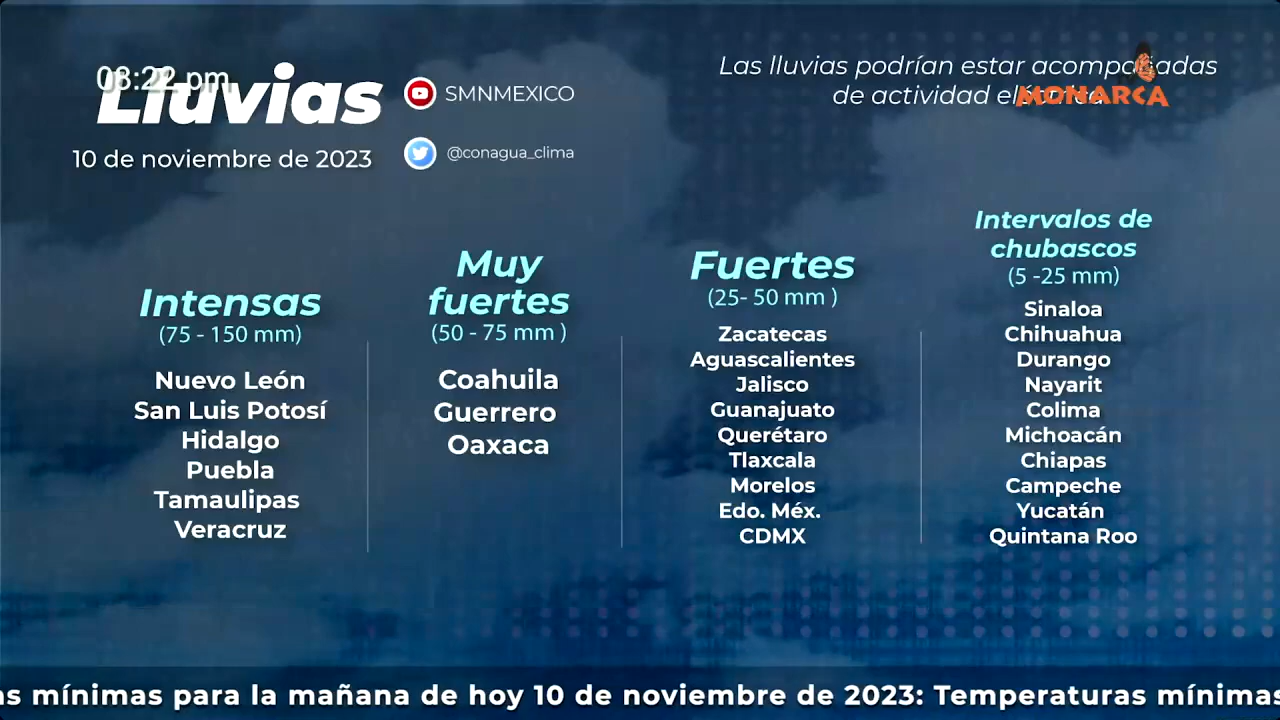 08:22 pm
Lluvias
10 de noviembre de 2023
SMNMEXICO
@conagua_clima
Las lluvias podrían estar acompañadas
de actividad eléctrica
MONARCA
Intensas
(75 - 150 mm)
Nuevo León
San Luis Potosí
Hidalgo
Puebla
Tamaulipas
Veracruz
Muy
fuertes
(50 - 75 mm )
Coahuila
Guerrero
Oaxaca
Fuertes
(25- 50 mm )
Zacatecas
Aguascalientes
Jalisco
Guanajuato
Querétaro
Tlaxcala
Morelos
Edo. Méx.
CDMX
Intervalos de
chubascos
(5 -25 mm)
Sinaloa
Chihuahua
Durango
Nayarit
Colima
Michoacán
Chiapas
Campeche
Yucatán
Quintana Roo
as mínimas para la mañana de hoy 10 de noviembre de 2023: Temperaturas mínimas